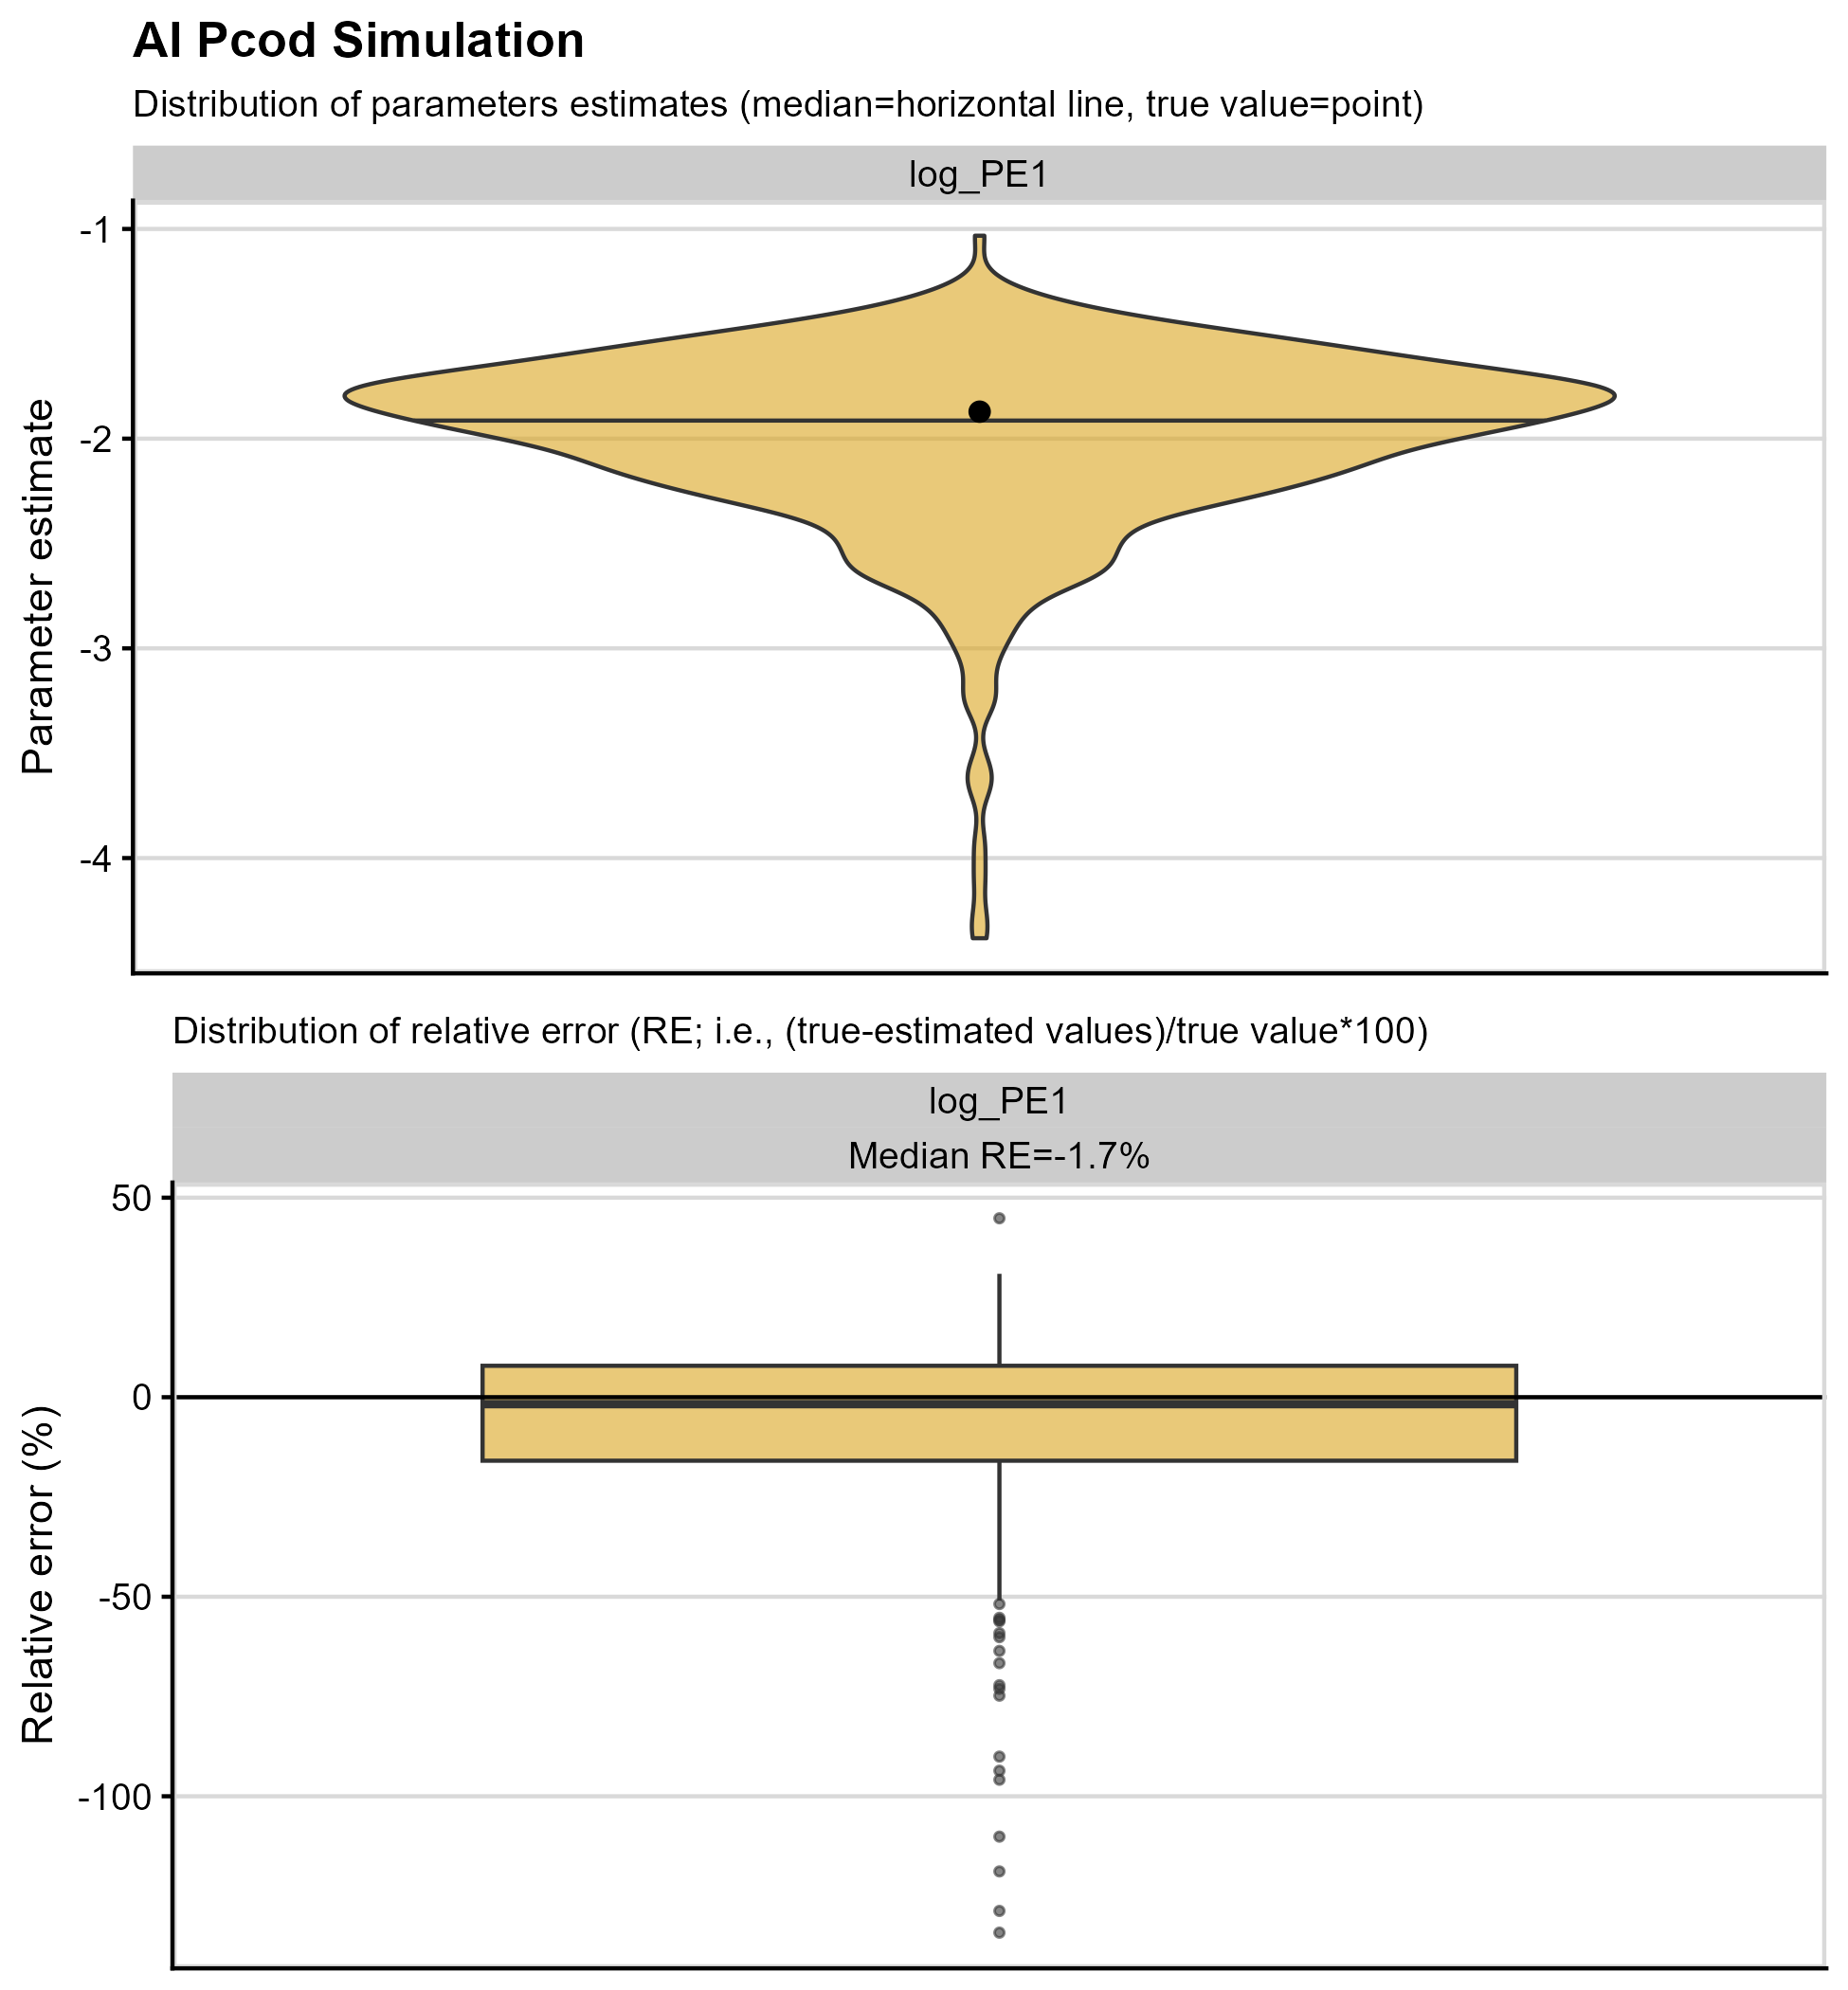 AI Pcod Simulation
Distribution of parameters estimates (median=horizontal line, true value=point)
log_PE1
-1
-2
-3
-4
Parameter estimate
Distribution of relative error (RE; i.e., (true-estimated values)/true value*100)
log_PE1
Median RE=-1.7%
50
0
-50
-100
Relative error (%)